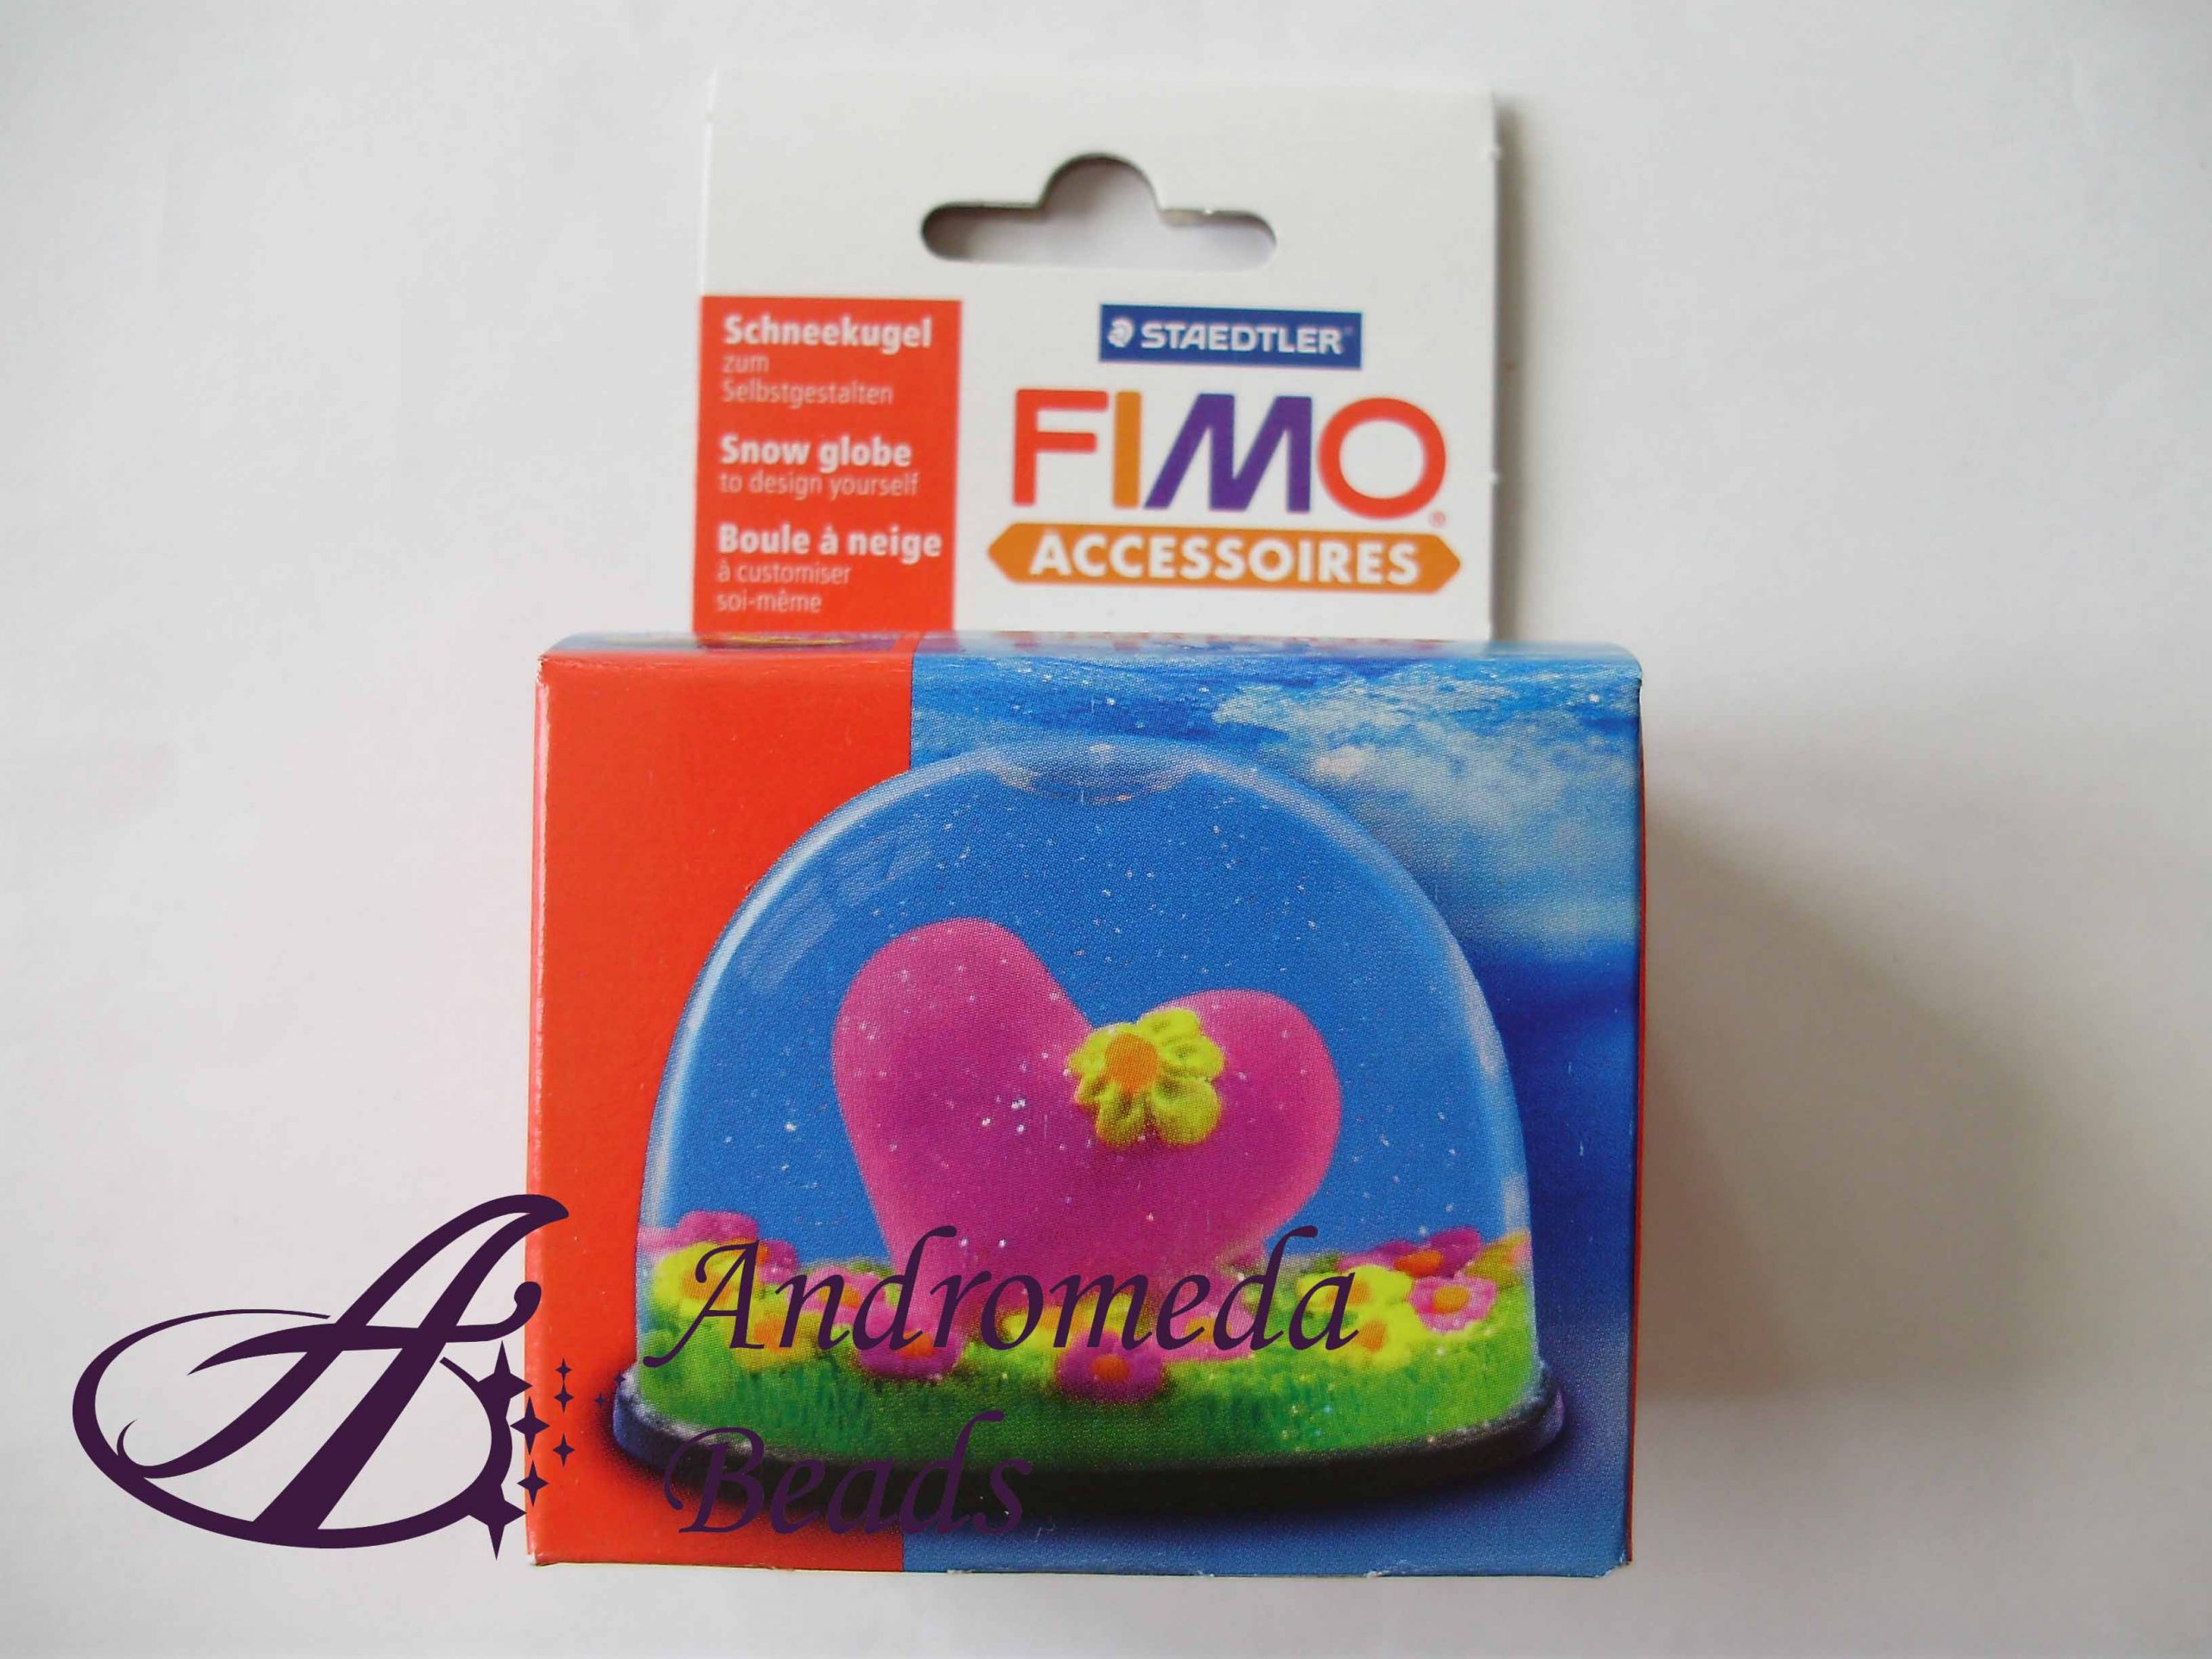 Schneekugel
zum
Selbstgestalten
Snow globe
to design yourself
Boule à neige
à customiser
soi-même
STAEDTLER
FIMO®
ACCESSOIRES
Andromeda
Beads